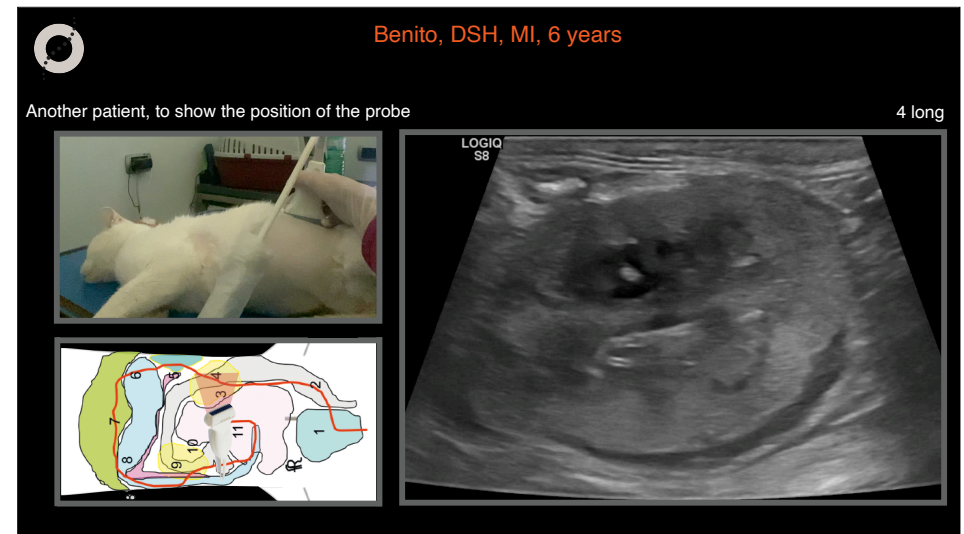 Benito, DSH, MI, 6 years
Another patient, to show the position of the probe
4 long
LOGIQ
S8
6
5
4
3
2
7
11
1
8
10
9